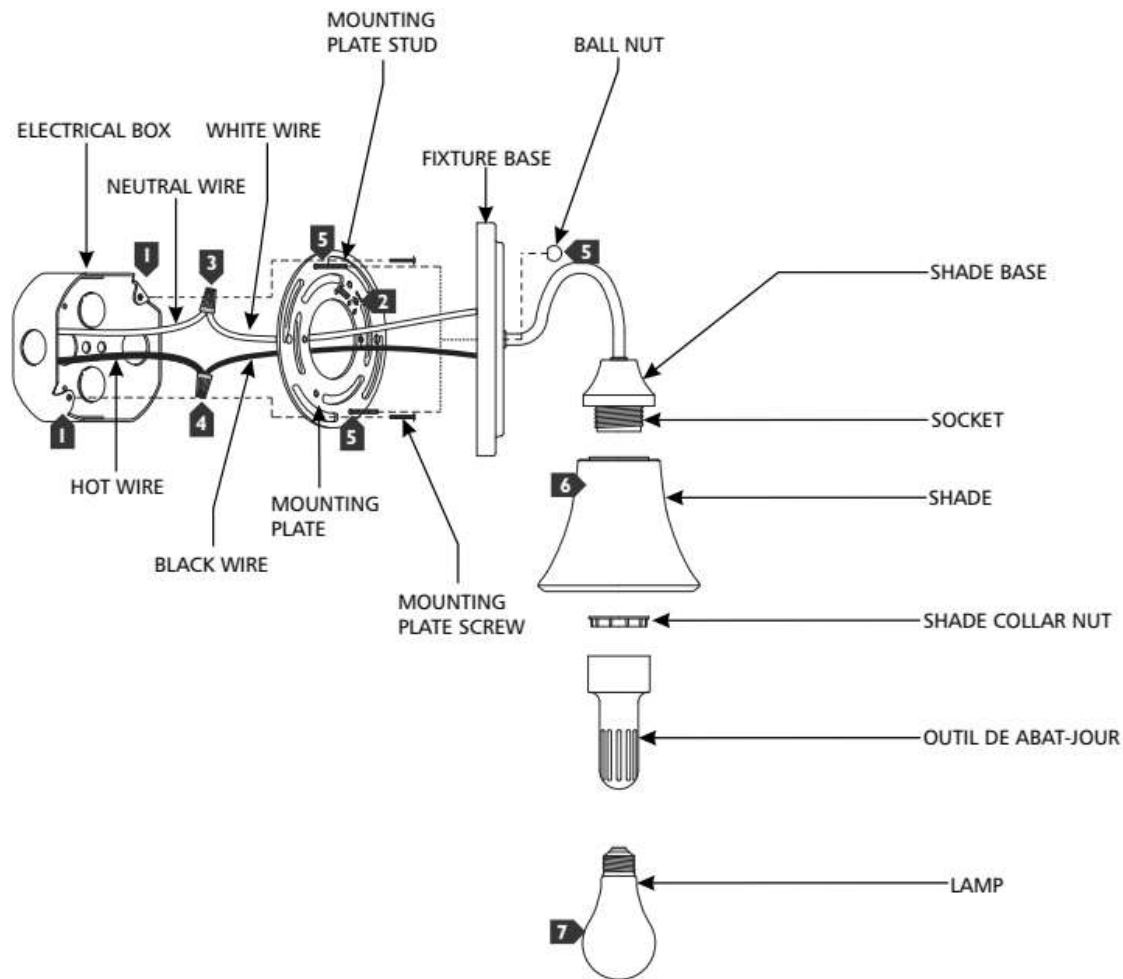 MOUNTING
PLATE STUD
BALL NUT
ELECTRICAL BOX
WHITE WIRE
FIXTURE BASE
NEUTRAL WIRE
5
5
1
3
SHADE BASE
2
SOCKET
4
1
5
HOT WIRE
6
SHADE
MOUNTING
PLATE
BLACK WIRE
MOUNTING
PLATE SCREW
SHADE COLLAR NUT
OUTIL DE ABAT-JOUR
LAMP
7